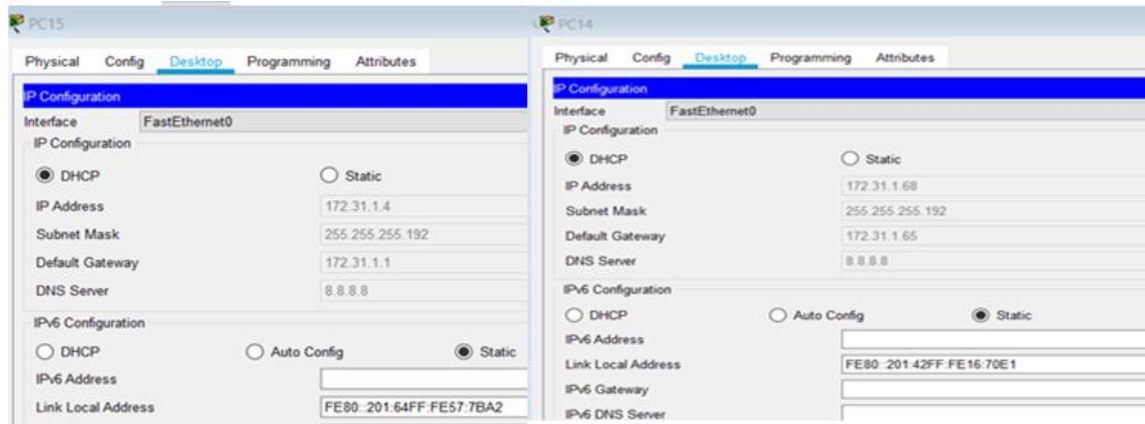 PC15
Physical Config Desktop Programming Attributes
IP Configuration
Interface FastEthernet0
IP Configuration
DHCP Static
IP Address 172.31.1.4
Subnet Mask 255.255.255.192
Default Gateway 172.31.1.1
DNS Server 8.8.8.8
IPv6 Configuration
DHCP Auto Config Static
IPv6 Address
Link Local Address FE80::201:64FF:FE57:7BA2
PC14
Physical Config Desktop Programming Attributes
IP Configuration
Interface FastEthernet0
IP Configuration
DHCP Static
IP Address 172.31.1.68
Subnet Mask 255.255.255.192
Default Gateway 172.31.1.65
DNS Server 8.8.8.8
IPv6 Configuration
DHCP Auto Config Static
IPv6 Address
Link Local Address FE80::201:42FF:FE16:70E1
IPv6 Gateway
IPv6 DNS Server